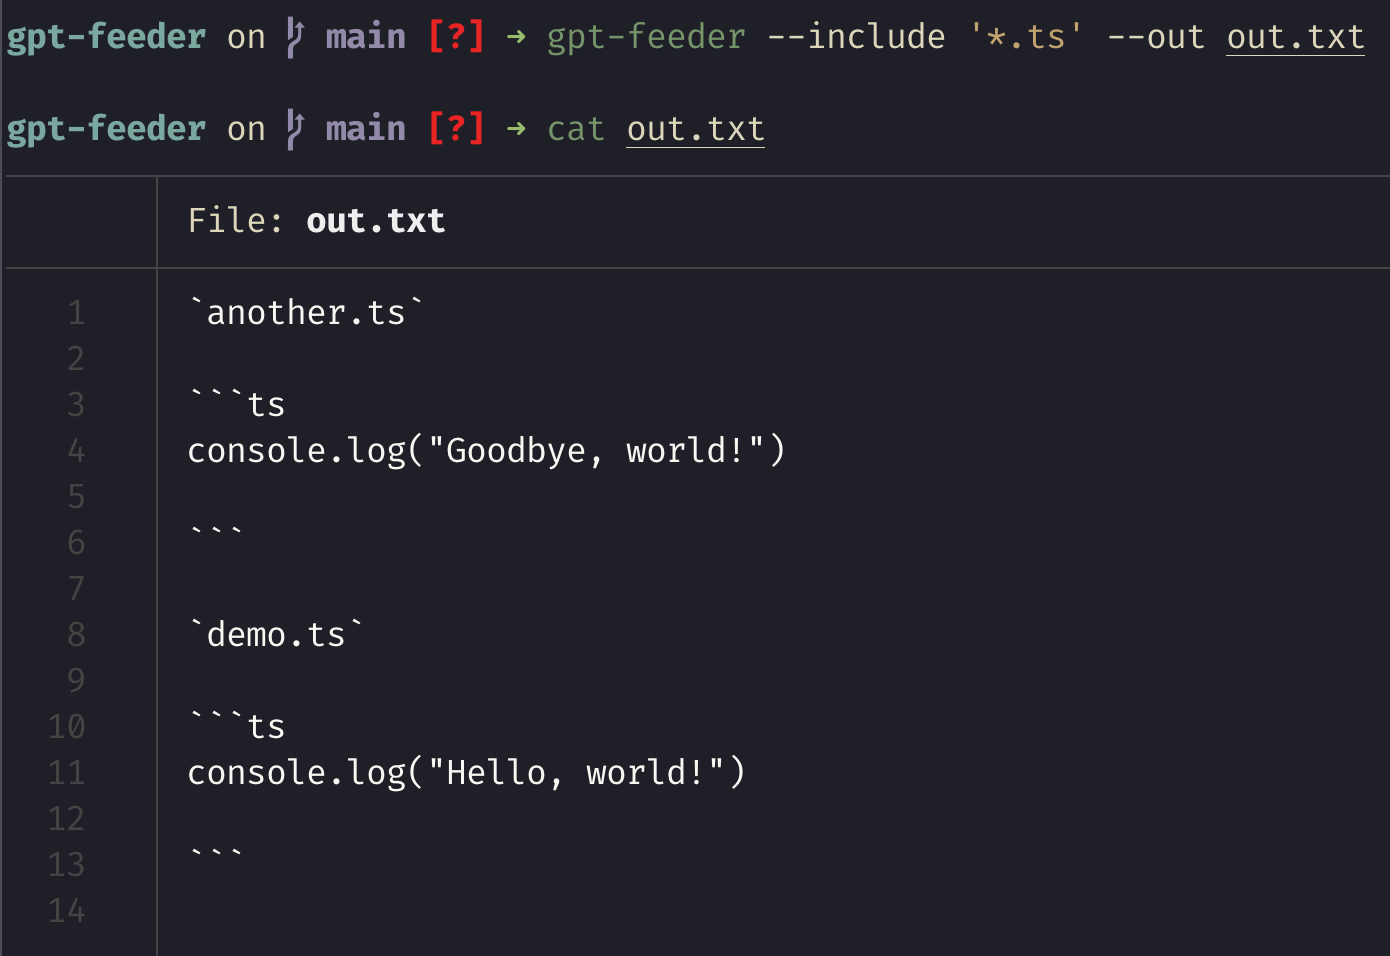 gpt-feeder on main [?] → gpt-feeder --include '*.ts' --out out.txt
gpt-feeder on main [?] → cat out.txt
File: out.txt
1 `another.ts`
2
3 ```ts
4 console.log("Goodbye, world!")
5
6 ```
7
8 `demo.ts`
9
10 ```ts
11 console.log("Hello, world!")
12
13 ```
14